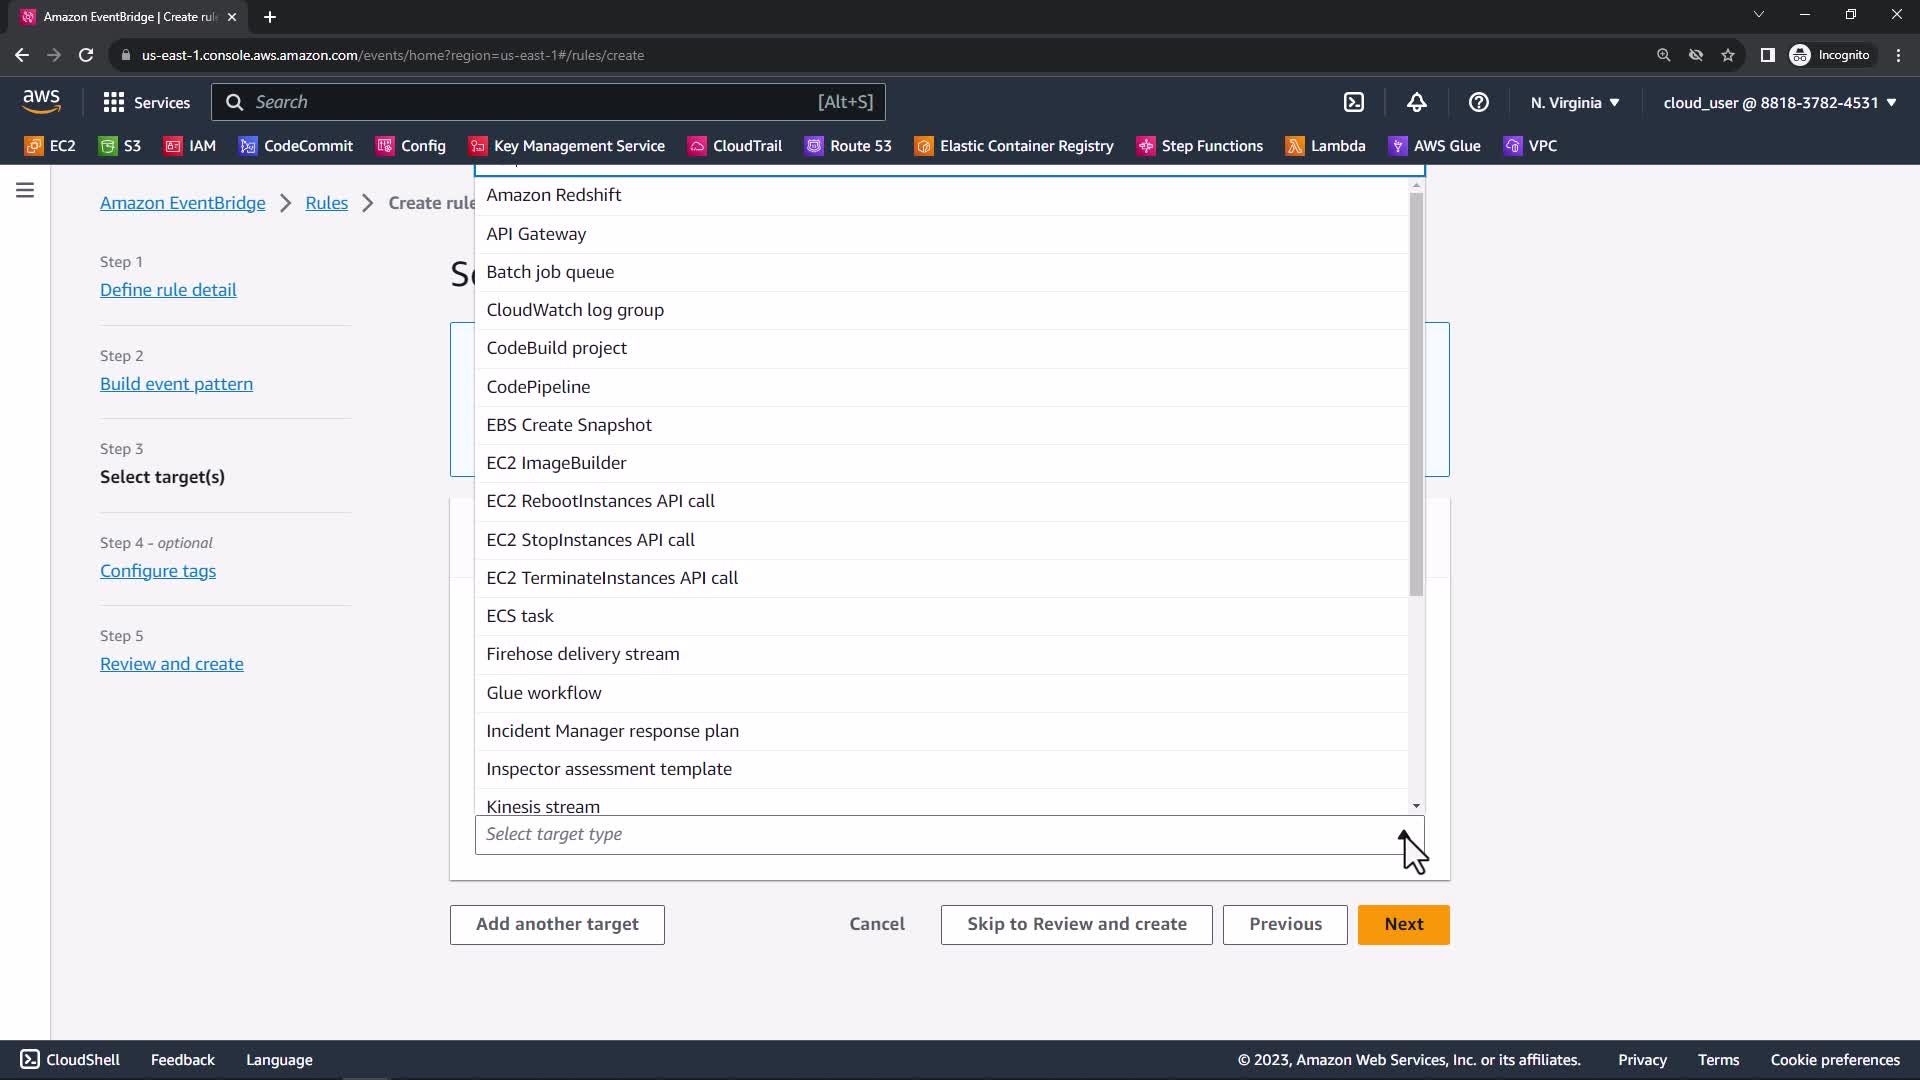 Amazon EventBridge | Create rul
us-east-1.console.aws.amazon.com/events/home?region=us-east-1#/rules/create
Incognito
aws
Services
Search
[Alt+S]
N. Virginia
cloud_user @ 8818-3782-4531
EC2
S3
IAM
CodeCommit
Config
Key Management Service
CloudTrail
Route 53
Elastic Container Registry
Step Functions
Lambda
AWS Glue
VPC
Amazon EventBridge
Rules
Create rule
Step 1
Define rule detail
Step 2
Build event pattern
Step 3
Select target(s)
Step 4 - optional
Configure tags
Step 5
Review and create
Amazon Redshift
API Gateway
Batch job queue
CloudWatch log group
CodeBuild project
CodePipeline
EBS Create Snapshot
EC2 ImageBuilder
EC2 RebootInstances API call
EC2 StopInstances API call
EC2 TerminateInstances API call
ECS task
Firehose delivery stream
Glue workflow
Incident Manager response plan
Inspector assessment template
Kinesis stream
Select target type
Add another target
Cancel
Skip to Review and create
Previous
Next
CloudShell
Feedback
Language
© 2023, Amazon Web Services, Inc. or its affiliates.
Privacy
Terms
Cookie preferences